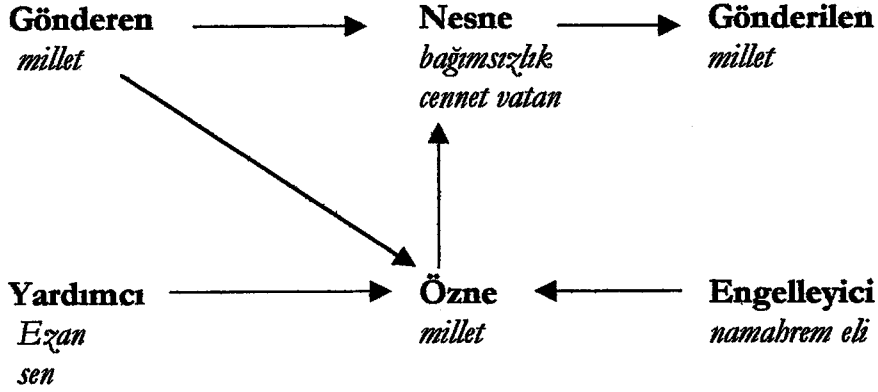 Gönderen
millet
Nesne
bağımsızlık
cennet vatan
Gönderilen
millet
Yardımcı
Ezan
sen
Özne
millet
Engelleyici
namahrem eli